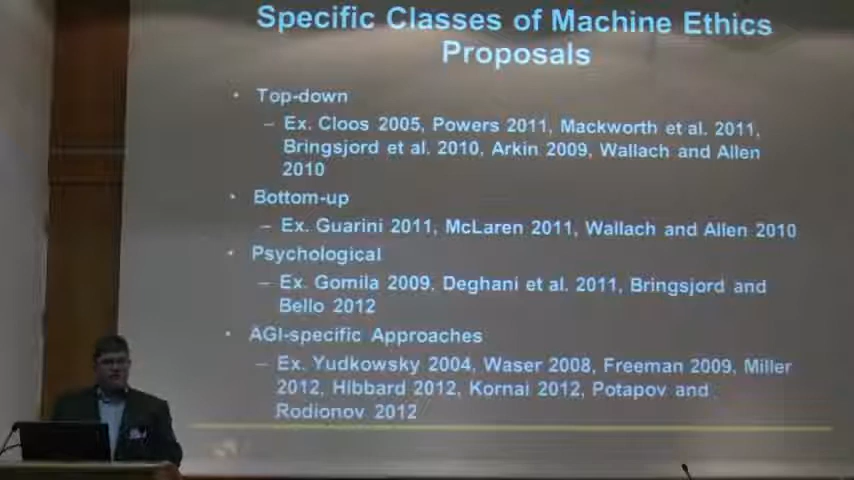 Specific Classes of Machine Ethics
Proposals
• Top-down
– Ex. Cloos 2005, Powers 2011, Mackworth et al. 2011,
Bringsjord et al. 2010, Arkin 2009, Wallach and Allen
2010
• Bottom-up
– Ex. Guarini 2011, McLaren 2011, Wallach and Allen 2010
• Psychological
– Ex. Gomila 2009. Deghani et al. 2011, Bringsjord and
Bello 2012
• AGI-specific Approaches
– Ex. Yudkowsky 2004, Waser 2008, Freeman 2009, Miller
2012, Hibbard 2012, Kornai 2012, Potapov and
Rodionov 2012